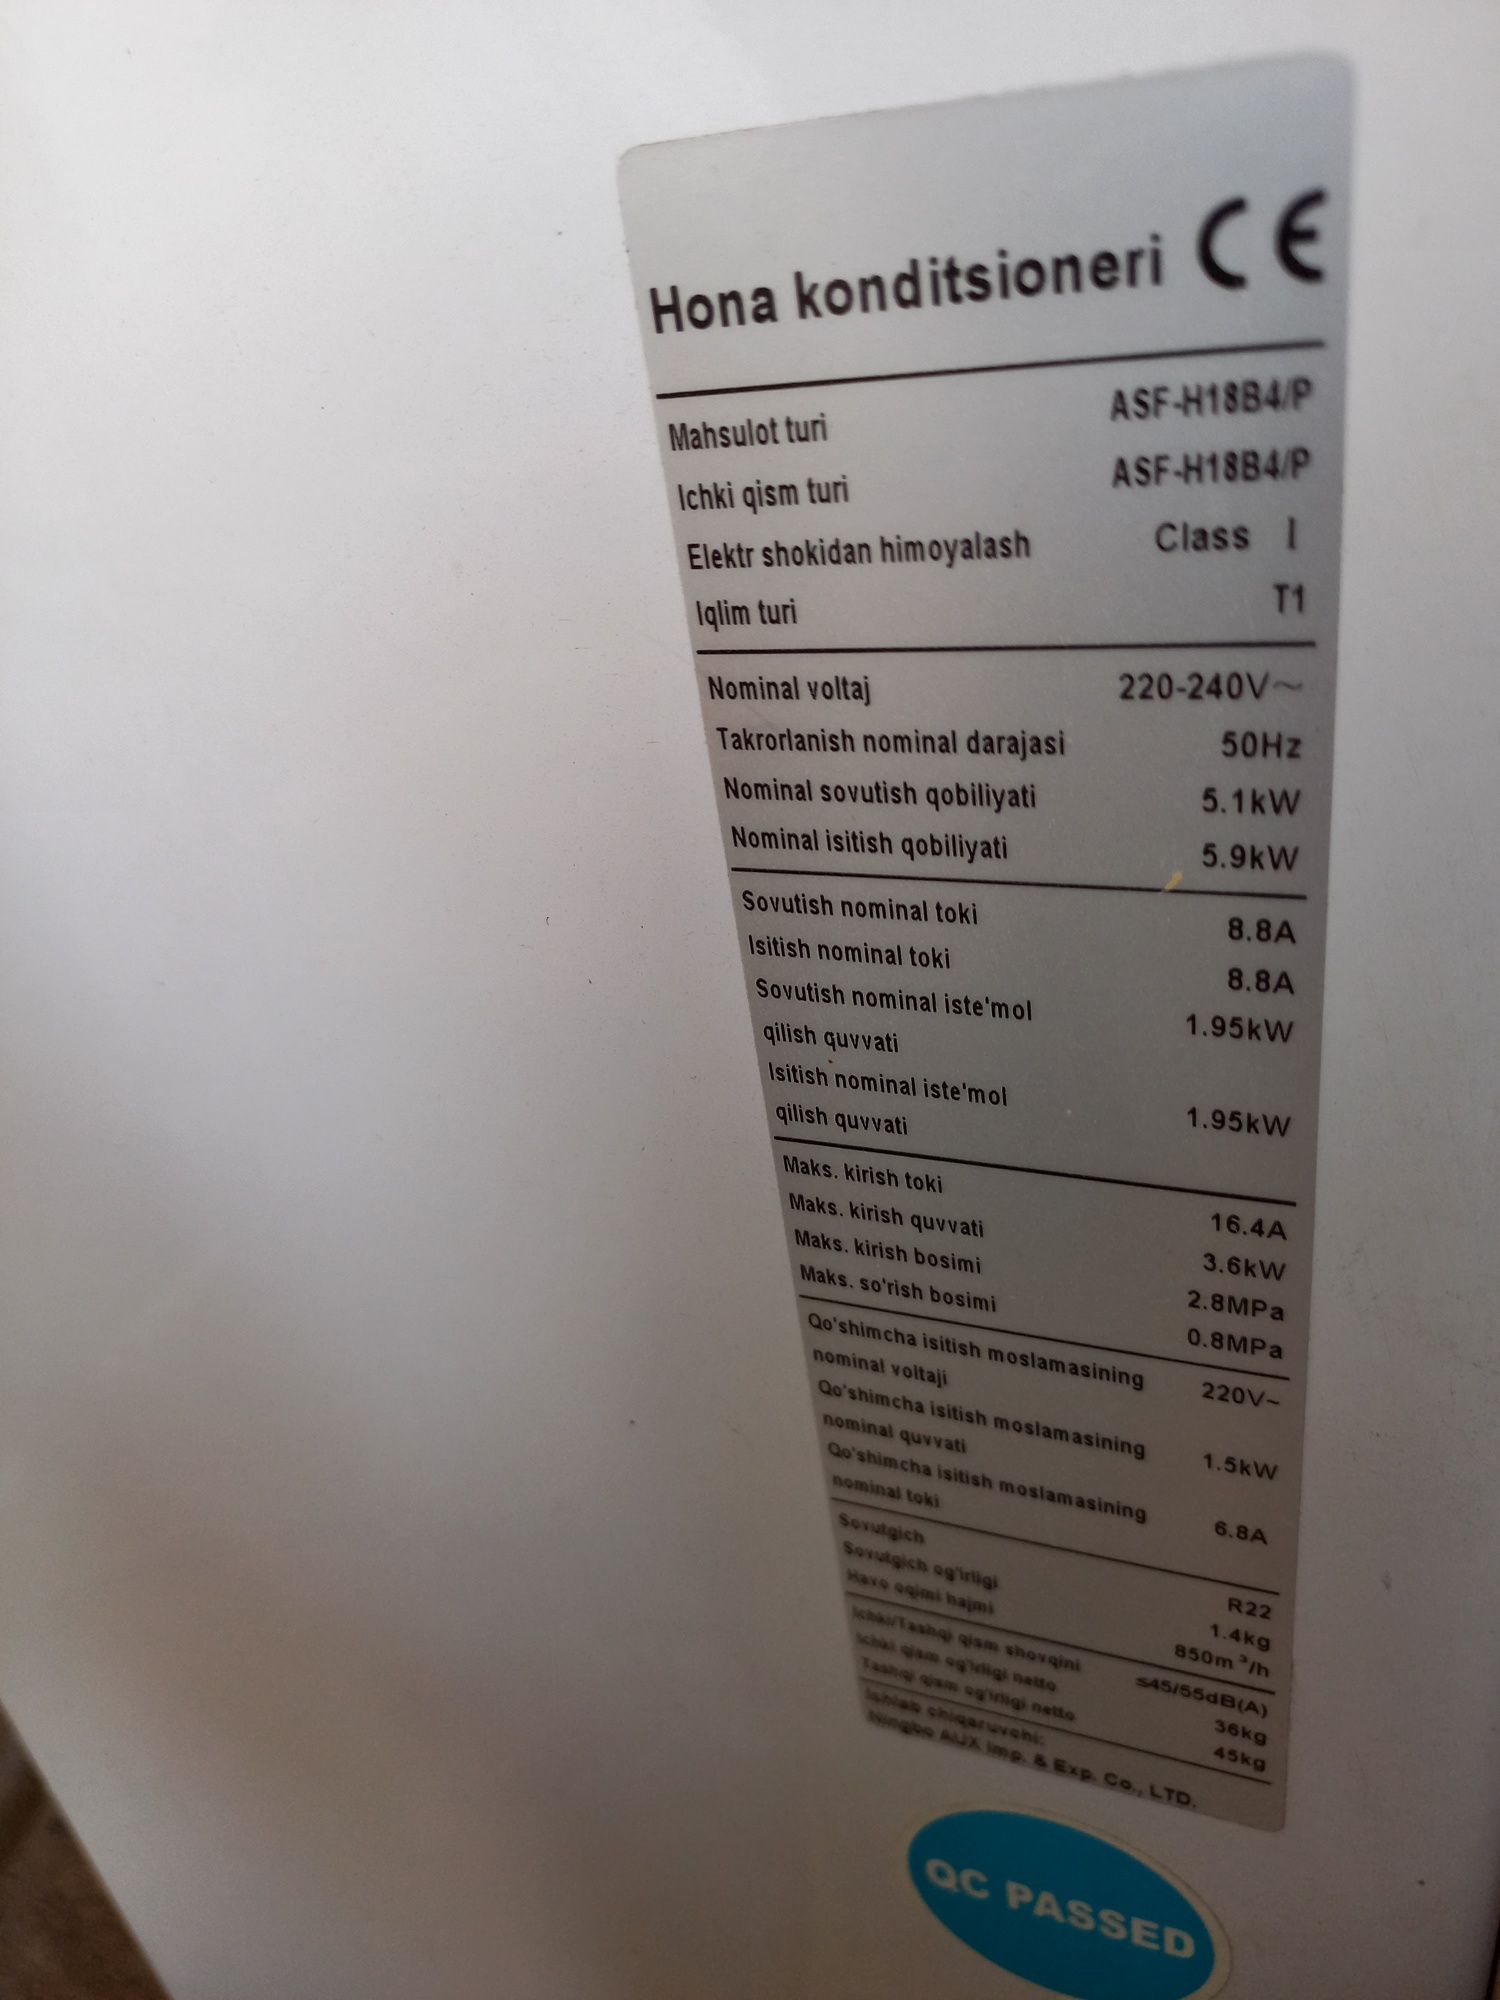 Hona konditsioneri CE
Mahsulot turi ASF-H18B4/P
Ichki qism turi ASF-H18B4/P
Elektr shokidan himoyalash Class I
Iqlim turi T1
Nominal voltaj 220-240V~
Takrorlanish nominal darajasi 50Hz
Nominal sovutish qobiliyati 5.1kW
Nominal isitish qobiliyati 5.9kW
Sovutish nominal toki 8.8A
Isitish nominal toki 8.8A
Sovutish nominal iste'mol
qilish quvvati 1.95kW
Isitish nominal iste'mol
qilish quvvati 1.95kW
Maks. kirish toki 16.4A
Maks. kirish quvvati 3.6kW
Maks. kirish bosimi 2.8MPa
Maks. so'rish bosimi 0.8MPa
Qo'shimcha isitish moslamasining
nominal voltaji 220V~
Qo'shimcha isitish moslamasining
nominal quvvati 1.5kW
Qo'shimcha isitish moslamasining
nominal toki 6.8A
Sovutgich R22
Sovutgich og'irligi 1.4kg
Havo oqimi hajmi 850m³/h
Ichki/Tashqi qism shovqini ≤45/55dB(A)
Ichki qism og'irligi netto 36kg
Tashqi qism og'irligi netto 45kg
Ishlab chiqaruvchi:
Ningbo AUX Imp. & Exp. Co., LTD.
QC PASSED